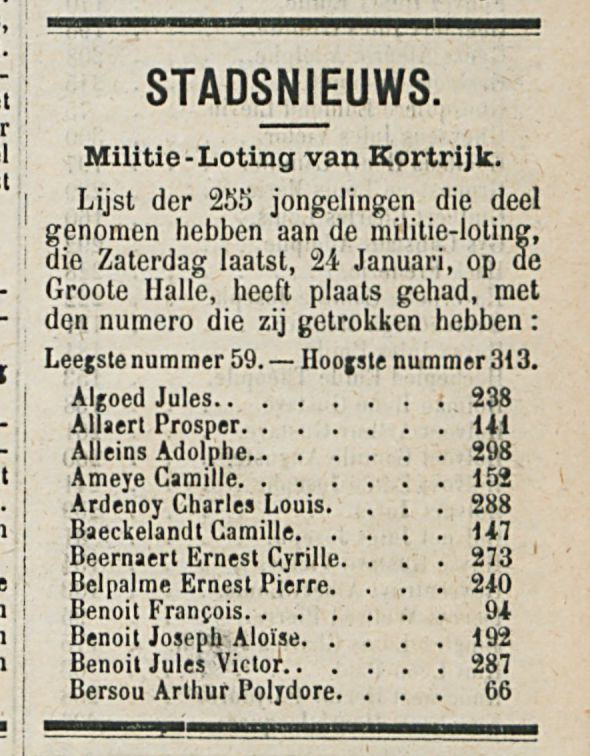 STADSNIEUWS.
Militie-Loting van Kortrijk.
Lijst der 255 jongelingen die deel
genomen hebben aan de militie-loting,
die Zaterdag laatst, 24 Januari, op de
Groote Halle, heeft plaats gehad, met
den numero die zij getrokken hebben :
Leegste nummer 59. — Hoogste nummer 313.
Algoed Jules.. . . . . . . . 238
Allaert Prosper. . . . . . . 141
Alleins Adolphe. . . . . . . 298
Ameye Camille. . . . . . . 152
Ardenoy Charles Louis. . . . 288
Baeckelandt Camille. . . . . 147
Beernaert Ernest Cyrille. . . . 273
Belpalme Ernest Pierre. . . . 240
Benoit François. . . . . . . 94
Benoit Joseph Aloïse. . . . . 192
Benoit Jules Victor.. . . . . 287
Bersou Arthur Polydore. . . . 66